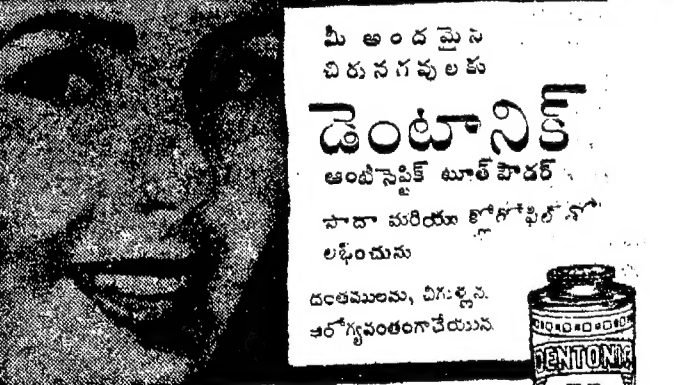 మీ అందమైన
చిరునగవులకు
డెంటానిక్
ఆంటిసెప్టిక్ టూత్ పౌడర్
సాదా మరియూ క్లోరోఫిల్ తో
లభించును
దంతములను, చిగుళ్లన
ఆరోగ్యవంతంగాచేయున
DENTONIC